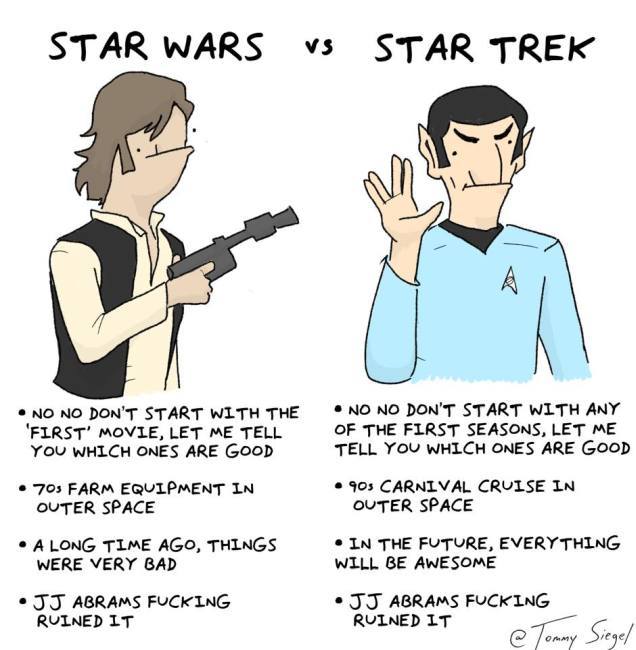 STAR WARS vs STAR TREK
• NO NO DON'T START WITH THE
'FIRST' MOVIE, LET ME TELL
YOU WHICH ONES ARE GOOD
• 70s FARM EQUIPMENT IN
OUTER SPACE
• A LONG TIME AGO, THINGS
WERE VERY BAD
• JJ ABRAMS FUCKING
RUINED IT
• NO NO DON'T START WITH ANY
OF THE FIRST SEASONS, LET ME
TELL YOU WHICH ONES ARE GOOD
• 90s CARNIVAL CRUISE IN
OUTER SPACE
• IN THE FUTURE, EVERYTHING
WILL BE AWESOME
• JJ ABRAMS FUCKING
RUINED IT
@ Tommy Siegel